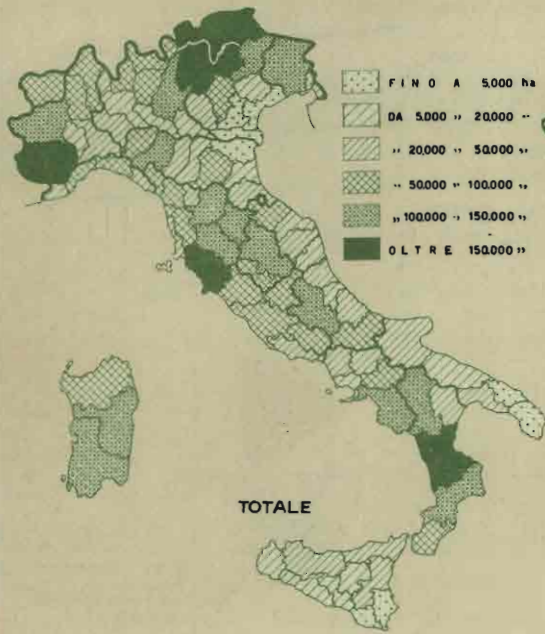 FINO A 5.000 ha
DA 5.000 „ 20.000 „
„ 20.000 „ 50.000 „
„ 50.000 „ 100.000 „
„ 100.000 „ 150.000 „
OLTRE 150.000 „
TOTALE